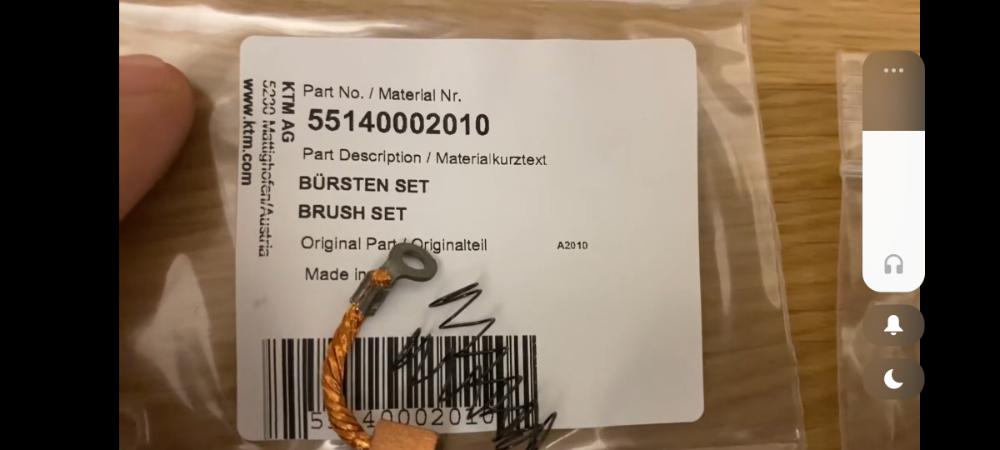 KTM AG
5230 Mattighofen/Austria
www.ktm.com
Part No. / Material Nr.
55140002010
Part Description / Materialkurztext
BÜRSTEN SET
BRUSH SET
Original Part / Originalteil
A2010
Made in
55140002010